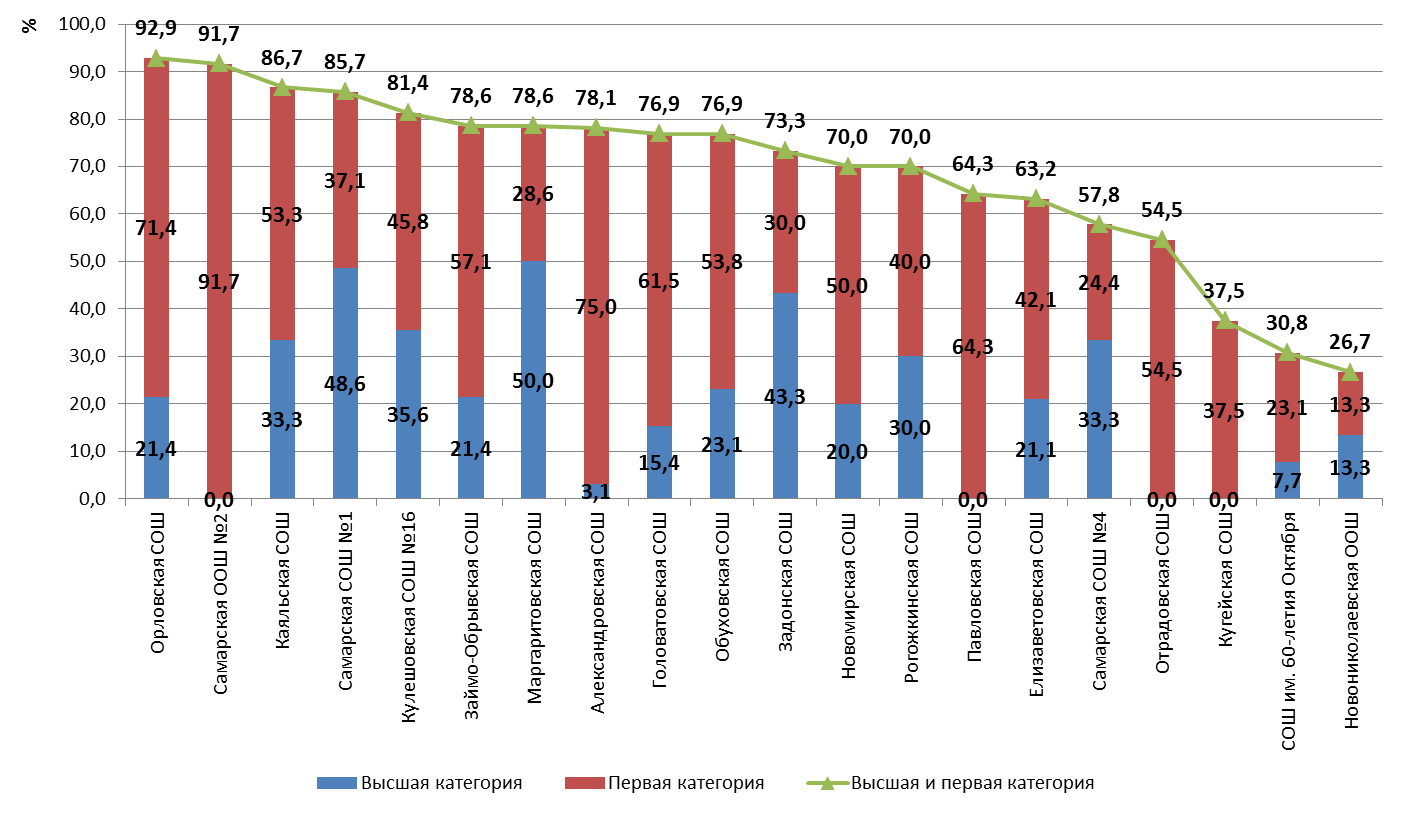 %
100,0
90,0
80,0
70,0
60,0
50,0
40,0
30,0
20,0
10,0
0,0
92,9 91,7 86,7 85,7 81,4 78,6 78,6 78,1 76,9 76,9 73,3 70,0 70,0 64,3 63,2 57,8 54,5 37,5 30,8 26,7
71,4 91,7 53,3 37,1 45,8 57,1 28,6 75,0 61,5 53,8 30,0 50,0 40,0 64,3 42,1 24,4 54,5 37,5 23,1 13,3
21,4 0,0 33,3 48,6 35,6 21,4 50,0 3,1 15,4 23,1 43,3 20,0 30,0 0,0 21,1 33,3 0,0 0,0 7,7 13,3
Орловская СОШ
Самарская ООШ №2
Каяльская СОШ
Самарская СОШ №1
Кулешовская СОШ №16
Займо-Обрывская СОШ
Маргаритовская СОШ
Александровская СОШ
Головатовская СОШ
Обуховская СОШ
Задонская СОШ
Новомирская СОШ
Рогожкинская СОШ
Павловская СОШ
Елизаветовская СОШ
Самарская СОШ №4
Отрадовская СОШ
Кугейская СОШ
СОШ им. 60-летия Октября
Новониколаевская ООШ
Высшая категория Первая категория Высшая и первая категория